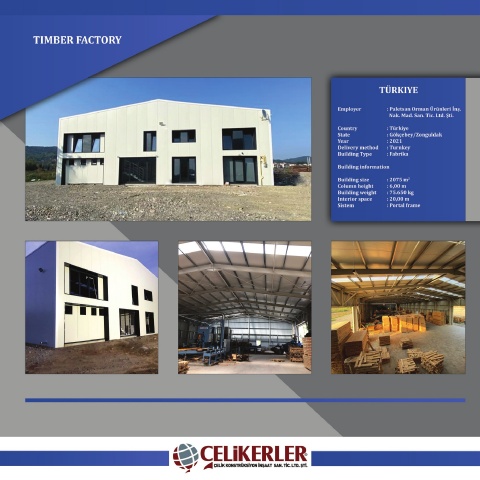 TIMBER FACTORY
TÜRKIYE
Employer : Paletsan Orman Ürünleri İnş.
Nak. Mad. San. Tic. Ltd. Şti.
Country : Türkiye
State : Gökçebey/Zonguldak
Year : 2021
Delivery method : Turnkey
Building Type : Fabrika
Building information
Building size : 2075 m²
Column height : 6,00 m
Building weight : 75.650 kg
Interior space : 20,00 m
Sistem : Portal frame
ÇELİKERLER
ÇELİK KONSTRÜKSİYON İNŞAAT SAN. TİC. LTD. ŞTİ.